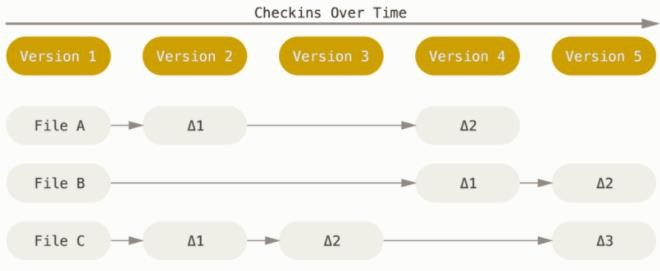 Checkins Over Time
Version 1 Version 2 Version 3 Version 4 Version 5
File A Δ1 Δ2
File B Δ1 Δ2
File C Δ1 Δ2 Δ3